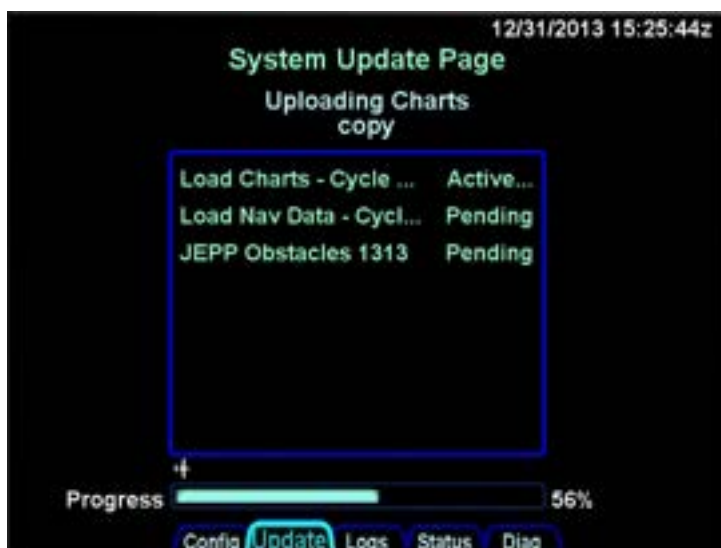 12/31/2013 15:25:44z
System Update Page
Uploading Charts
copy
Load Charts - Cycle ... Active...
Load Nav Data - Cycl... Pending
JEPP Obstacles 1313 Pending
Progress 56%
Config Update Logs Status Diag